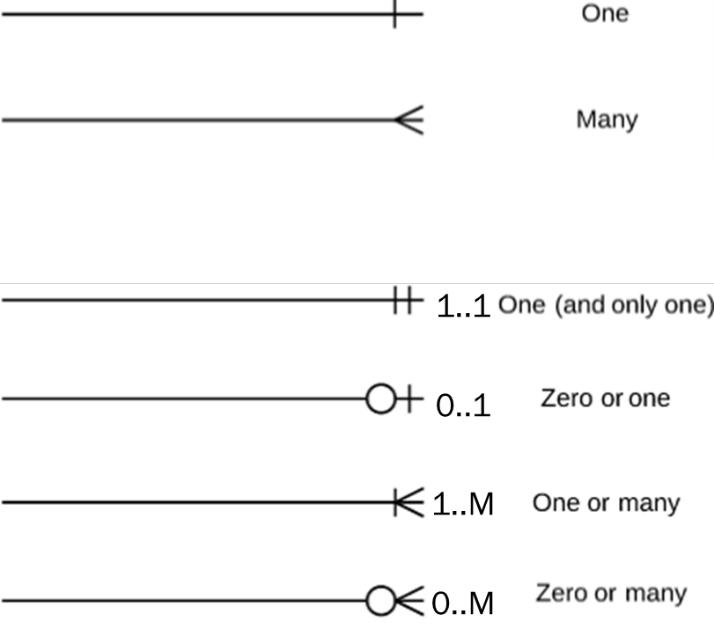 One
Many
1..1 One (and only one)
0..1 Zero or one
1..M One or many
0..M Zero or many